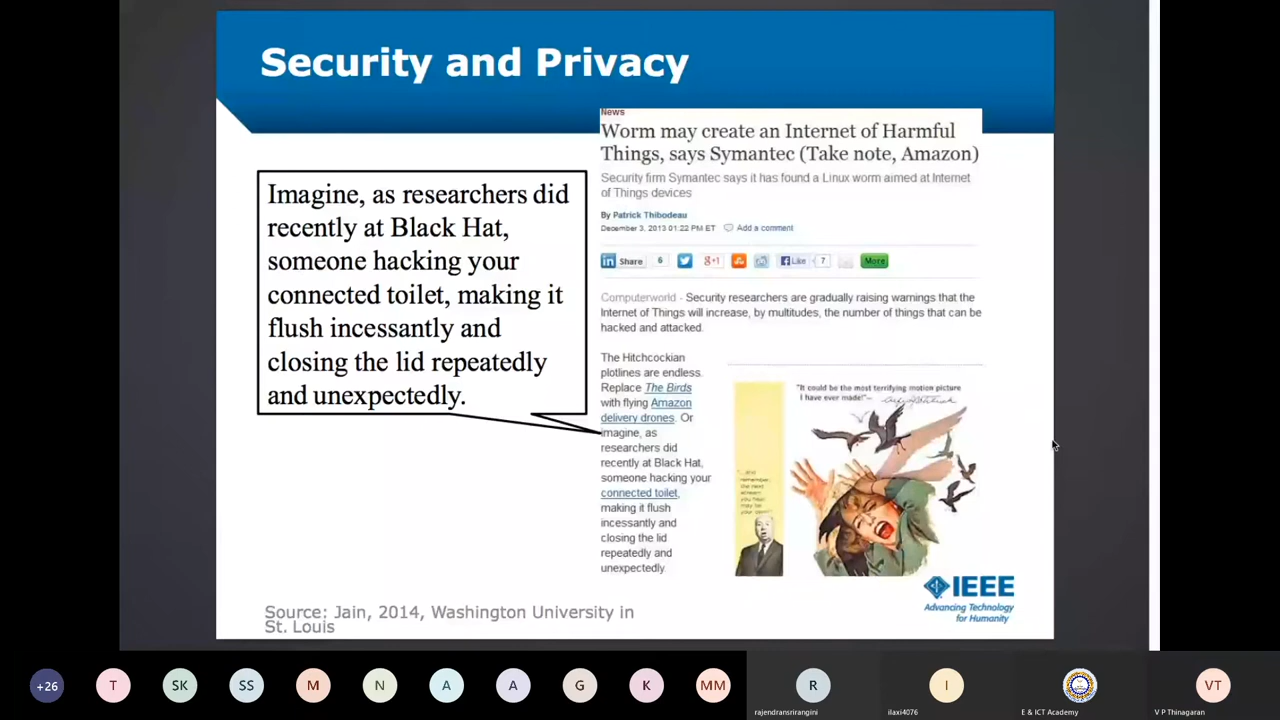 Security and Privacy
News
Worm may create an Internet of Harmful
Things, says Symantec (Take note, Amazon)
Security firm Symantec says it has found a Linux worm aimed at Internet
of Things devices
By Patrick Thibodeau
December 3, 2013 01:22 PM ET Add a comment
Share 6 g+1 Like 7 More
Imagine, as researchers did
recently at Black Hat,
someone hacking your
connected toilet, making it
flush incessantly and
closing the lid repeatedly
and unexpectedly.
Computerworld - Security researchers are gradually raising warnings that the
Internet of Things will increase, by multitudes, the number of things that can be
hacked and attacked.
The Hitchcockian
plotlines are endless.
Replace The Birds
with flying Amazon
delivery drones. Or
imagine, as
researchers did
recently at Black Hat,
someone hacking your
connected toilet,
making it flush
incessantly and
closing the lid
repeatedly and
unexpectedly.
"It could be the most terrifying motion picture
I have ever made!"
Source: Jain, 2014, Washington University in
St. Louis
IEEE
Advancing Technology
for Humanity
+26 T SK SS M N A A G K MM R I VT
rajendransrirangini ilaxi4076 E & ICT Academy V P Thinagaran